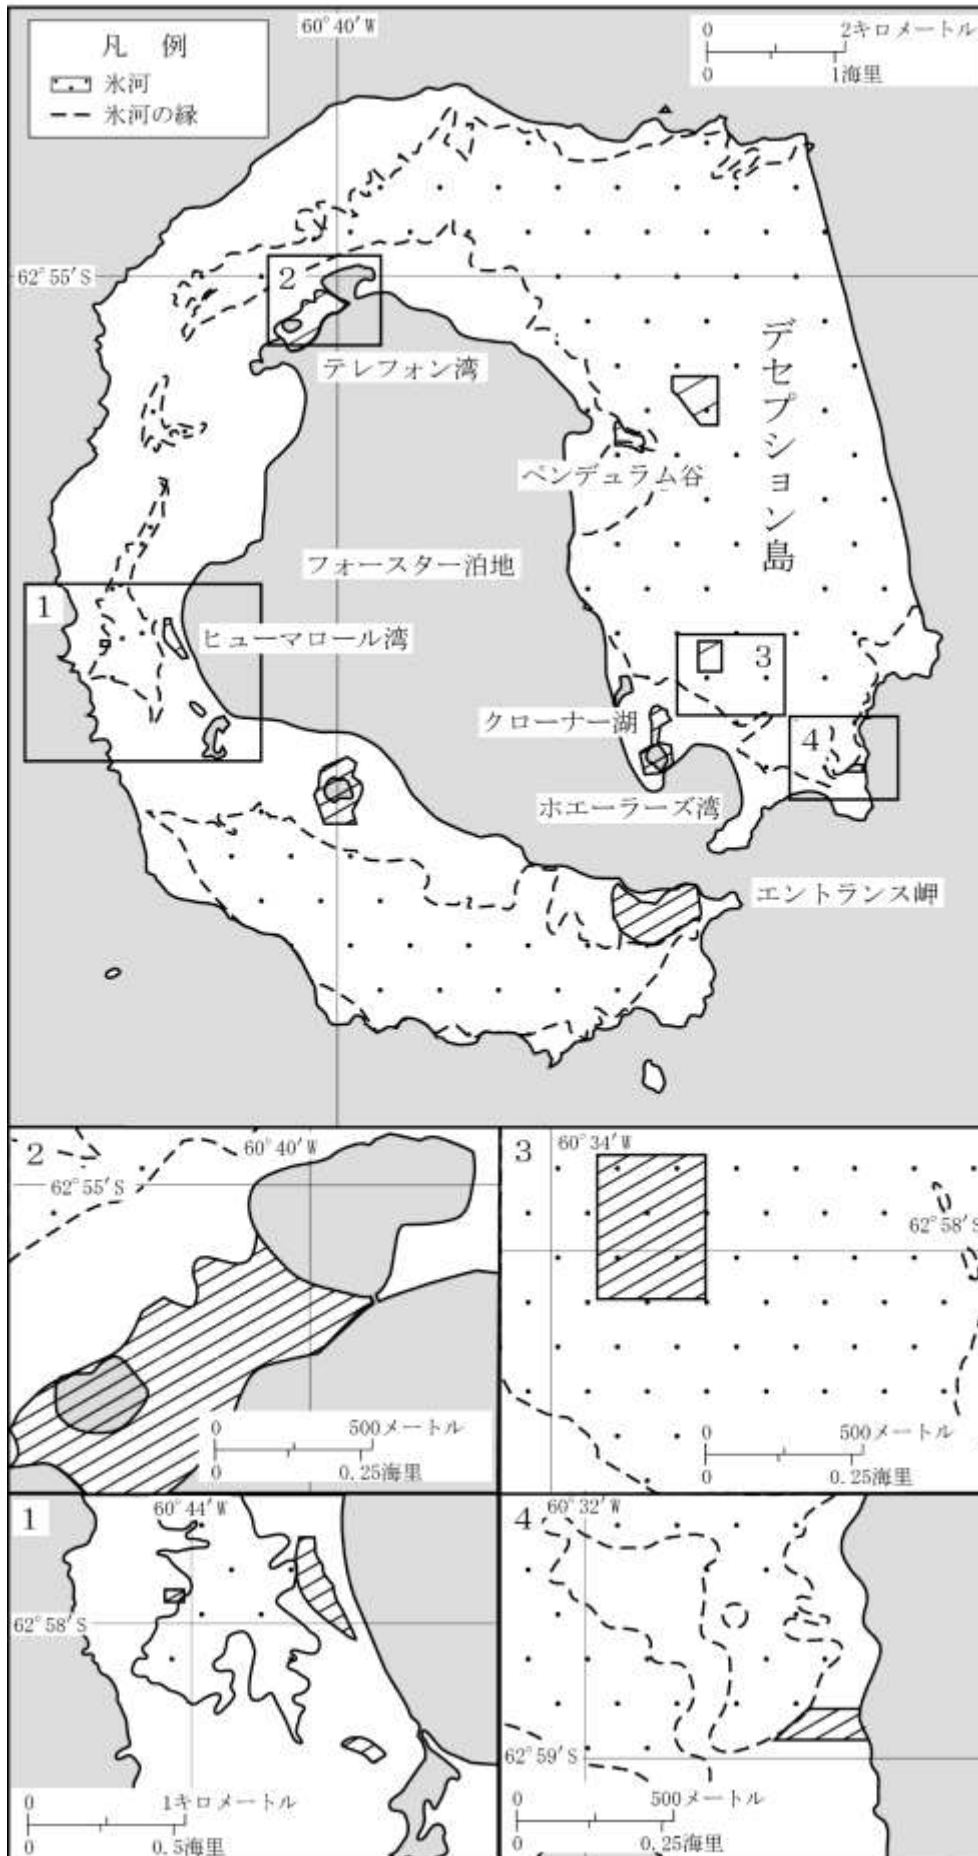 60°40′W
凡 例
氷河
氷河の縁
0 2キロメートル
0 1海里
62°55′S
2
テレフォン湾
デセプション島
ペンデュラム谷
フォースター泊地
1
ヒューマロール湾
3
クローナー湖
4
ホエーラーズ湾
エントランス岬
2
60°40′W
62°55′S
0 500メートル
0 0.25海里
3
60°34′W
62°58′S
0 500メートル
0 0.25海里
1
60°44′W
62°58′S
0 1キロメートル
0 0.5海里
4
60°32′W
62°59′S
0 500メートル
0 0.25海里